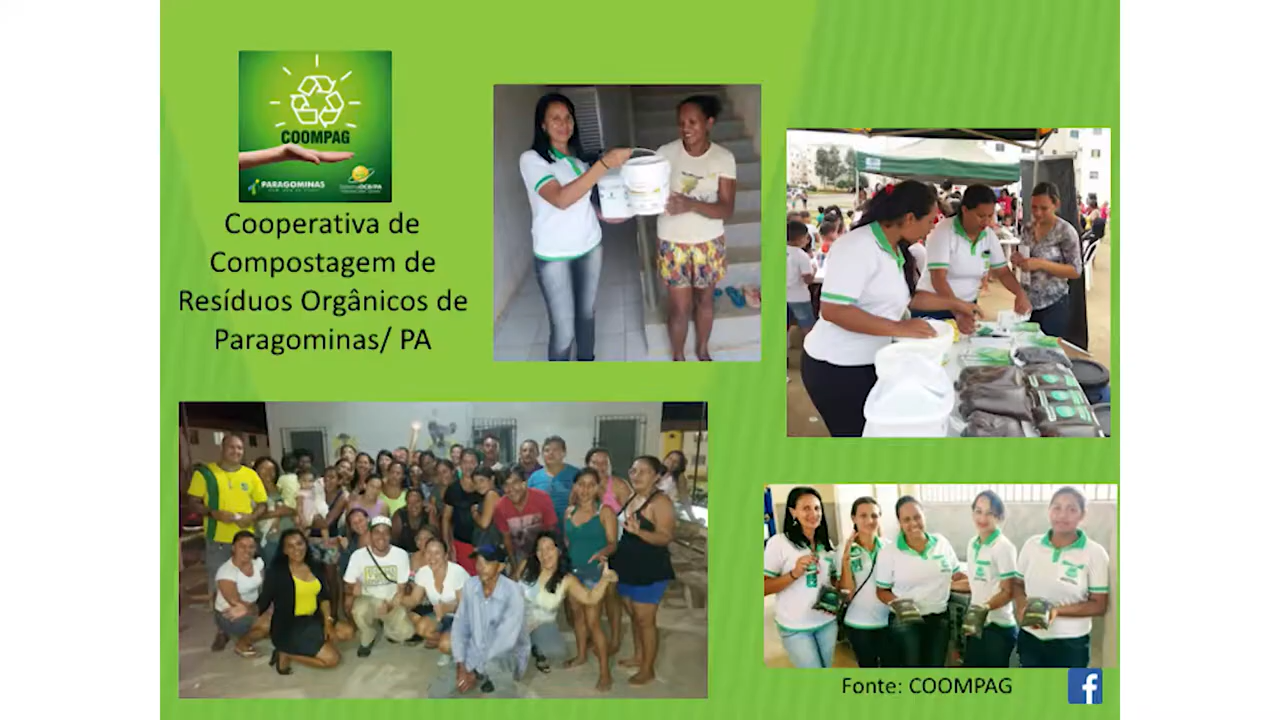 COOMPAG
PARAGOMINAS
Cooperativa de
Compostagem de
Resíduos Orgânicos de
Paragominas/ PA
Fonte: COOMPAG
f